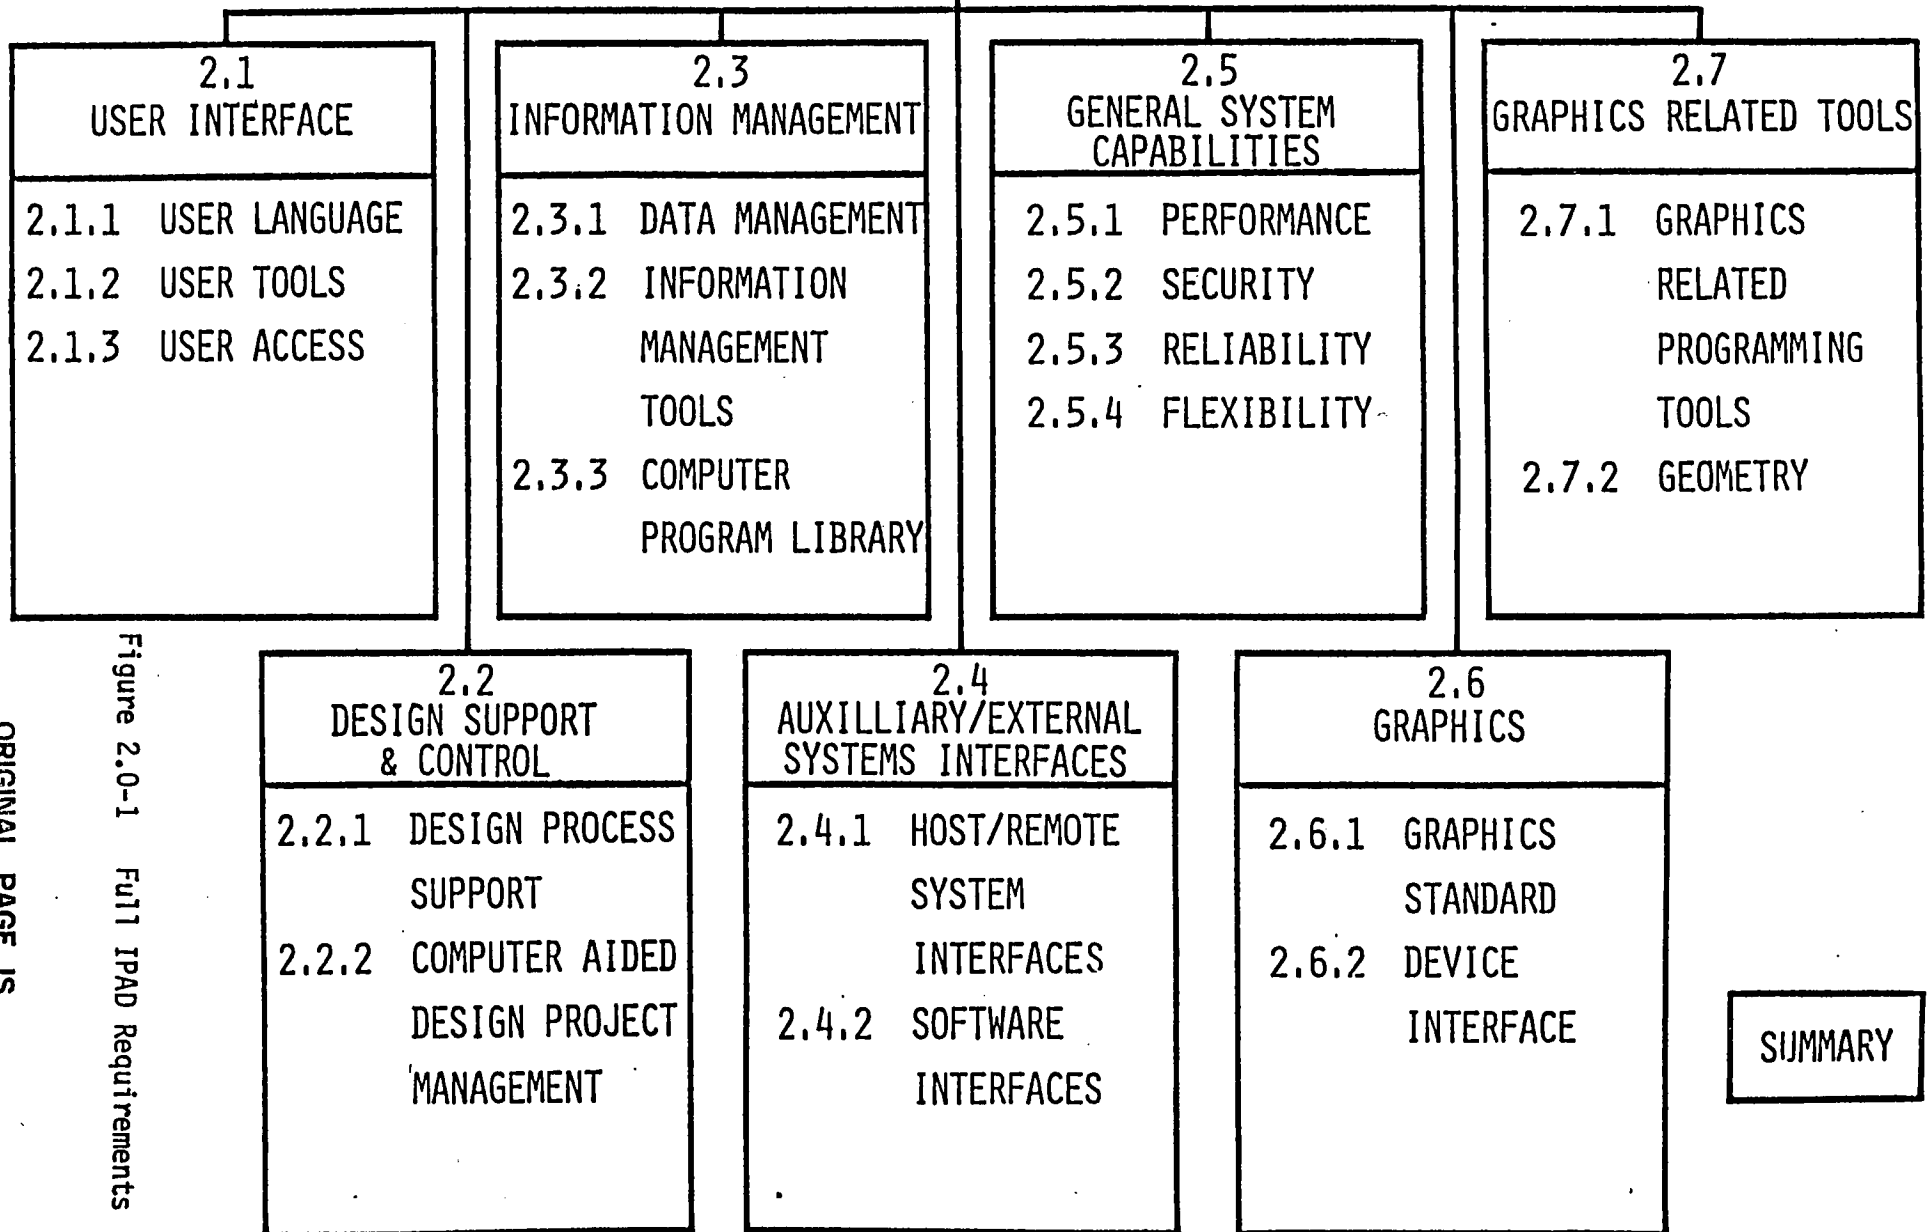 2.1
USER INTERFACE
2.1.1 USER LANGUAGE
2.1.2 USER TOOLS
2.1.3 USER ACCESS
2.3
INFORMATION MANAGEMENT
2.3.1 DATA MANAGEMENT
2.3.2 INFORMATION
MANAGEMENT
TOOLS
2.3.3 COMPUTER
PROGRAM LIBRARY
2.5
GENERAL SYSTEM
CAPABILITIES
2.5.1 PERFORMANCE
2.5.2 SECURITY
2.5.3 RELIABILITY
2.5.4 FLEXIBILITY
2.7
GRAPHICS RELATED TOOLS
2.7.1 GRAPHICS
RELATED
PROGRAMMING
TOOLS
2.7.2 GEOMETRY
2.2
DESIGN SUPPORT
& CONTROL
2.2.1 DESIGN PROCESS
SUPPORT
2.2.2 COMPUTER AIDED
DESIGN PROJECT
MANAGEMENT
2.4
AUXILLIARY/EXTERNAL
SYSTEMS INTERFACES
2.4.1 HOST/REMOTE
SYSTEM
INTERFACES
2.4.2 SOFTWARE
INTERFACES
2.6
GRAPHICS
2.6.1 GRAPHICS
STANDARD
2.6.2 DEVICE
INTERFACE
SUMMARY
Figure 2.0-1 Full IPAD Requirements
ORIGINAL PAGE IS